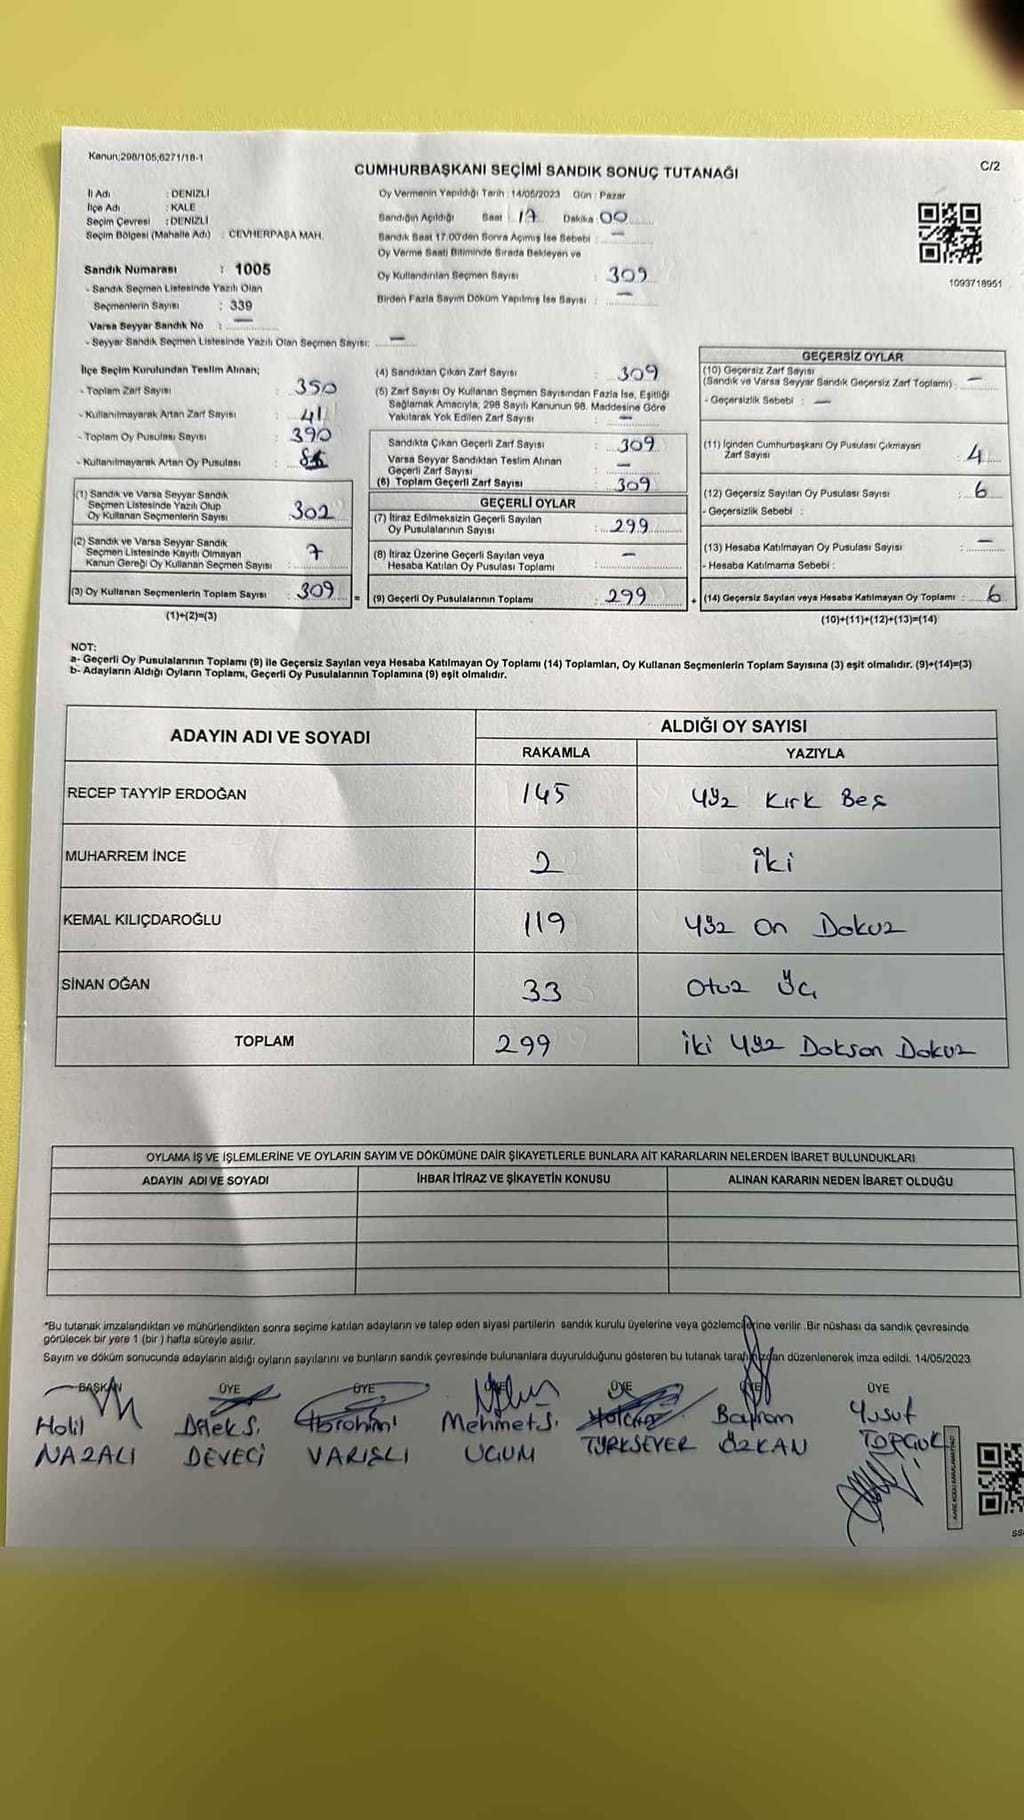 Kanun;298/105,6271/18-1
C/2
CUMHURBAŞKANI SEÇİMİ SANDIK SONUÇ TUTANAĞI
İl Adı : DENİZLİ
İlçe Adı : KALE
Seçim Çevresi : DENİZLİ
Seçim Bölgesi (Mahalle Adı) : CEVHERPAŞA MAH.
Sandık Numarası : 1005
- Sandık Seçmen Listesinde Yazılı Olan
Seçmenlerin Sayısı : 339
Varsa Seyyar Sandık No : —
- Seyyar Sandık Seçmen Listesinde Yazılı Olan Seçmen Sayısı: —
Oy Vermenin Yapıldığı Tarih : 14/05/2023 Gün : Pazar
Sandığın Açıldığı Saat 17 Dakika 00
Sandık Saat 17.00'den Sonra Açılmış İse Sebebi : —
Oy Verme Saati Bitiminde Sırada Bekleyen ve
Oy Kullandırılan Seçmen Sayısı : 309
Birden Fazla Sayım Döküm Yapılmış İse Sayısı : —
1093718951
İlçe Seçim Kurulundan Teslim Alınan;
- Toplam Zarf Sayısı : 350
- Kullanılmayarak Artan Zarf Sayısı : 41
- Toplam Oy Pusulası Sayısı : 390
- Kullanılmayarak Artan Oy Pusulası :
(1) Sandık ve Varsa Seyyar Sandık
Seçmen Listesinde Yazılı Olup
Oy Kullanan Seçmenlerin Sayısı : 302
(2) Sandık ve Varsa Seyyar Sandık
Seçmen Listesinde Kayıtlı Olmayan
Kanun Gereği Oy Kullanan Seçmen Sayısı : 7
(3) Oy Kullanan Seçmenlerin Toplam Sayısı : 309 =
(1)+(2)=(3)
(4) Sandıktan Çıkan Zarf Sayısı : 309
(5) Zarf Sayısı Oy Kullanan Seçmen Sayısından Fazla İse, Eşitliği
Sağlamak Amacıyla, 298 Sayılı Kanunun 98. Maddesine Göre
Yakılarak Yok Edilen Zarf Sayısı : —
Sandıkta Çıkan Geçerli Zarf Sayısı : 309
Varsa Seyyar Sandıktan Teslim Alınan
Geçerli Zarf Sayısı : —
(6) Toplam Geçerli Zarf Sayısı : 309
GEÇERLİ OYLAR
(7) İtiraz Edilmeksizin Geçerli Sayılan
Oy Pusulalarının Sayısı : 299
(8) İtiraz Üzerine Geçerli Sayılan veya
Hesaba Katılan Oy Pusulası Toplamı : —
(9) Geçerli Oy Pusulalarının Toplamı : 299 +
GEÇERSİZ OYLAR
(10) Geçersiz Zarf Sayısı
(Sandık ve Varsa Seyyar Sandık Geçersiz Zarf Toplamı) : —
- Geçersizlik Sebebi : —
(11) İçinden Cumhurbaşkanı Oy Pusulası Çıkmayan
Zarf Sayısı : 4
(12) Geçersiz Sayılan Oy Pusulası Sayısı : 6
- Geçersizlik Sebebi :
(13) Hesaba Katılmayan Oy Pusulası Sayısı : —
- Hesaba Katılmama Sebebi :
(14) Geçersiz Sayılan veya Hesaba Katılmayan Oy Toplamı : 6
(10)+(11)+(12)+(13)=(14)
NOT:
a- Geçerli Oy Pusulalarının Toplamı (9) ile Geçersiz Sayılan veya Hesaba Katılmayan Oy Toplamı (14) Toplamları, Oy Kullanan Seçmenlerin Toplam Sayısına (3) eşit olmalıdır. (9)+(14)=(3)
b- Adayların Aldığı Oyların Toplamı, Geçerli Oy Pusulalarının Toplamına (9) eşit olmalıdır.
ADAYIN ADI VE SOYADI ALDIĞI OY SAYISI
RAKAMLA YAZIYLA
RECEP TAYYİP ERDOĞAN 145 Yüz Kırk Beş
MUHARREM İNCE 2 iki
KEMAL KILIÇDAROĞLU 119 Yüz On Dokuz
SİNAN OĞAN 33 Otuz Üç
TOPLAM 299 iki Yüz Doksan Dokuz
OYLAMA İŞ VE İŞLEMLERİNE VE OYLARIN SAYIM VE DÖKÜMÜNE DAİR ŞİKAYETLERLE BUNLARA AİT KARARLARIN NELERDEN İBARET BULUNDUKLARI
ADAYIN ADI VE SOYADI İHBAR İTİRAZ VE ŞİKAYETİN KONUSU ALINAN KARARIN NEDEN İBARET OLDUĞU
*Bu tutanak imzalandıktan ve mühürlendikten sonra seçime katılan adayların ve talep eden siyasi partilerin sandık kurulu üyelerine veya gözlemcilerine verilir .Bir nüshası da sandık çevresinde
görülecek bir yere 1 (bir ) hafta süreyle asılır.
Sayım ve döküm sonucunda adayların aldığı oyların sayılarını ve bunların sandık çevresinde bulunanlara duyurulduğunu gösteren bu tutanak tarafımızdan düzenlenerek imza edildi. 14/05/2023
BAŞKAN ÜYE ÜYE ÜYE ÜYE ÜYE ÜYE
Halil Dilek S. İbrahim Mehmet S. Bayram Yusuf
NAZALI DEVECİ VARIŞLI UGUM TÜRKSEVER ÖZKAN TOPÇUK